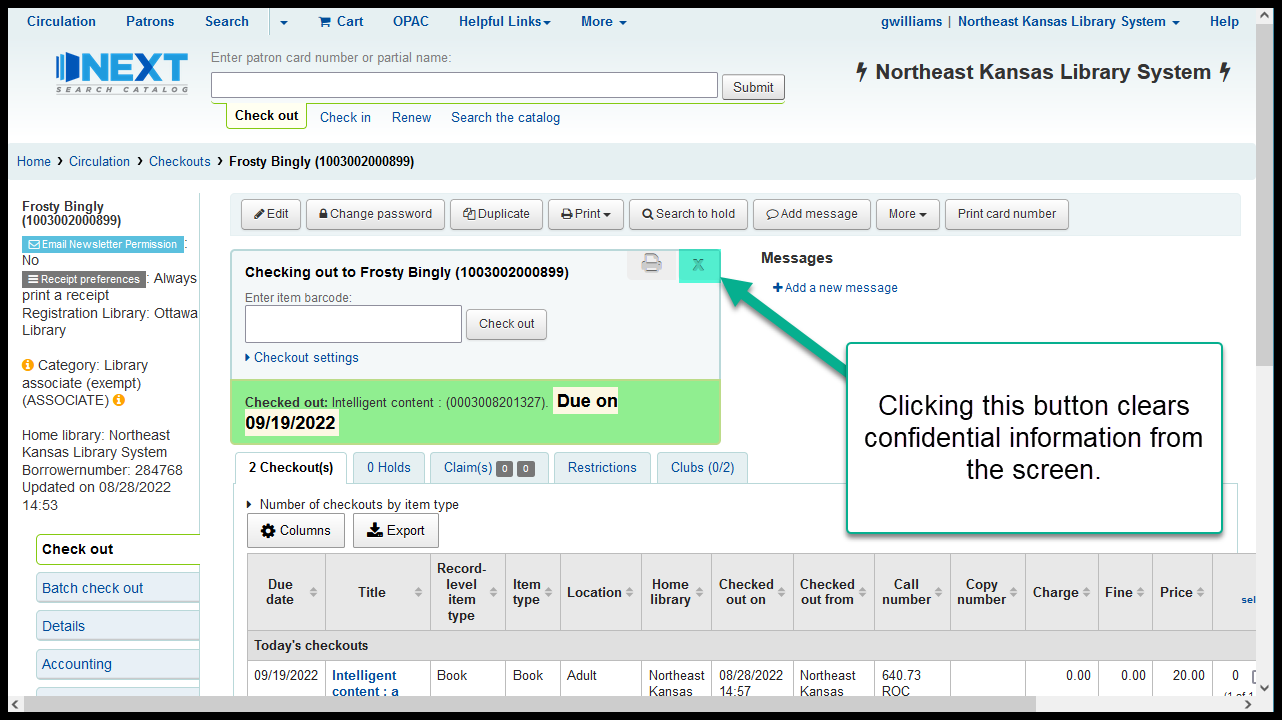 Circulation Patrons Search Cart OPAC Helpful Links More gwilliams | Northeast Kansas Library System Help
NEXT
SEARCH CATALOG
Enter patron card number or partial name:
Submit
Northeast Kansas Library System
Check out Check in Renew Search the catalog
Home › Circulation › Checkouts › Frosty Bingly (1003002000899)
Frosty Bingly
(1003002000899)
Email Newsletter Permission :
No
Receipt preferences : Always
print a receipt
Registration Library: Ottawa
Library
Category: Library
associate (exempt)
(ASSOCIATE)
Home library: Northeast
Kansas Library System
Borrowernumber: 284768
Updated on 08/28/2022
14:53
Check out
Batch check out
Details
Accounting
Edit Change password Duplicate Print Search to hold Add message More Print card number
Checking out to Frosty Bingly (1003002000899)
X
Enter item barcode:
Check out
Checkout settings
Checked out: Intelligent content : (0003008201327). Due on
09/19/2022
Messages
Add a new message
Clicking this button clears
confidential information from
the screen.
2 Checkout(s) 0 Holds Claim(s) 0 0 Restrictions Clubs (0/2)
Number of checkouts by item type
Columns Export
Due date Title Record-level item type Item type Location Home library Checked out on Checked out from Call number Copy number Charge Fine Price sel
Today's checkouts
09/19/2022 Intelligent Book Book Adult Northeast 08/28/2022 Northeast 640.73 0.00 0.00 20.00 0
content : a Kansas 14:57 Kansas ROC